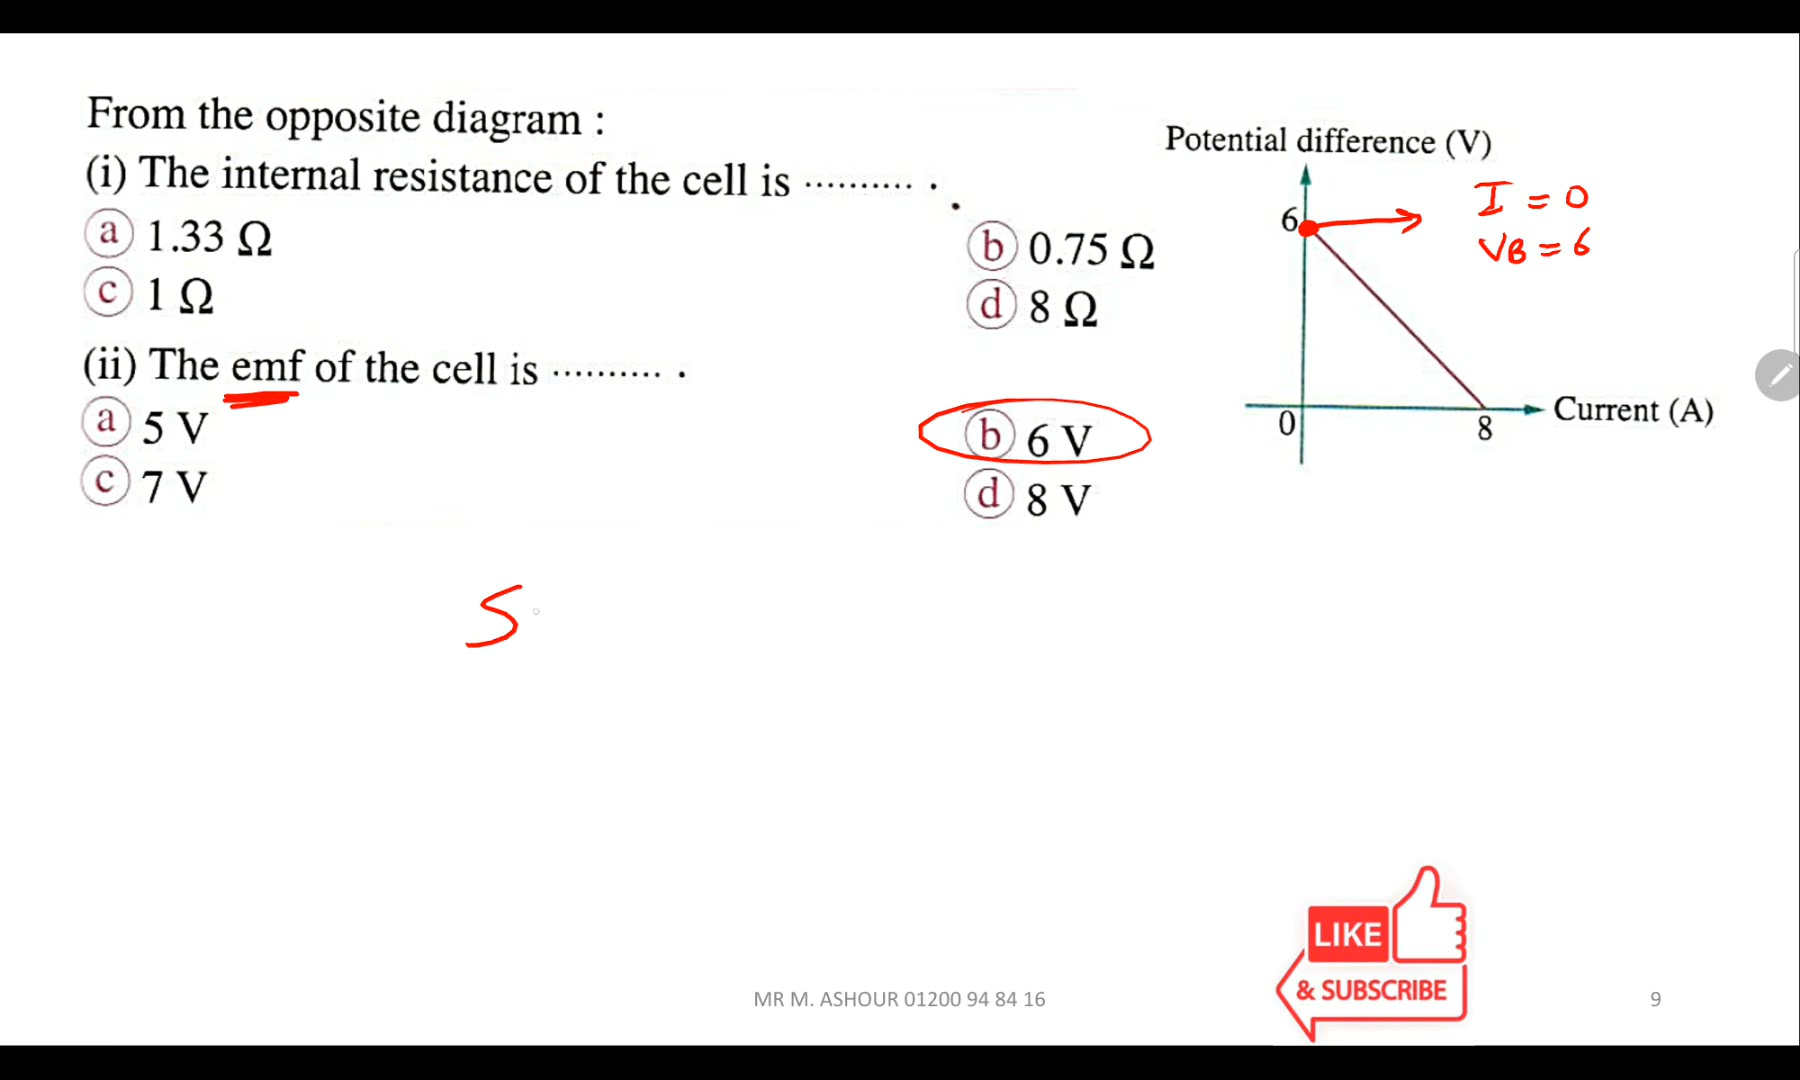 From the opposite diagram :
(i) The internal resistance of the cell is .......... .
a 1.33 Ω
b 0.75 Ω
c 1 Ω
d 8 Ω
(ii) The emf of the cell is .......... .
a 5 V
b 6 V
c 7 V
d 8 V
Potential difference (V)
6
I = 0
VB = 6
0
8
Current (A)
S
LIKE
& SUBSCRIBE
MR M. ASHOUR 01200 94 84 16
9